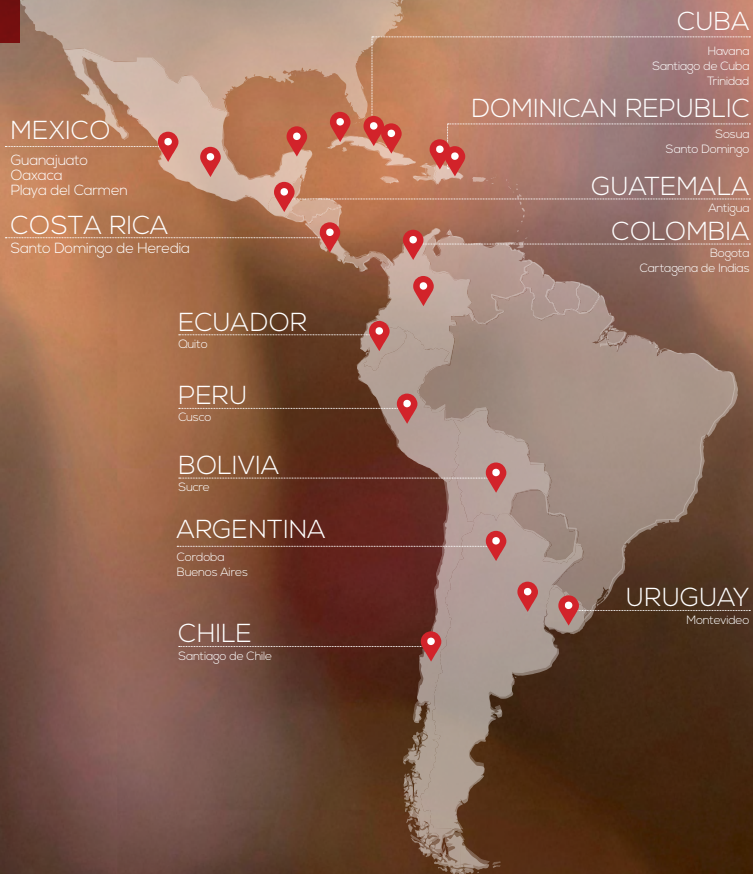 CUBA
Havana
Santiago de Cuba
Trinidad
DOMINICAN REPUBLIC
Sosua
Santo Domingo
MEXICO
Guanajuato
Oaxaca
Playa del Carmen
GUATEMALA
Antigua
COSTA RICA
Santo Domingo de Heredia
COLOMBIA
Bogota
Cartagena de Indias
ECUADOR
Quito
PERU
Cusco
BOLIVIA
Sucre
ARGENTINA
Cordoba
Buenos Aires
URUGUAY
Montevideo
CHILE
Santiago de Chile